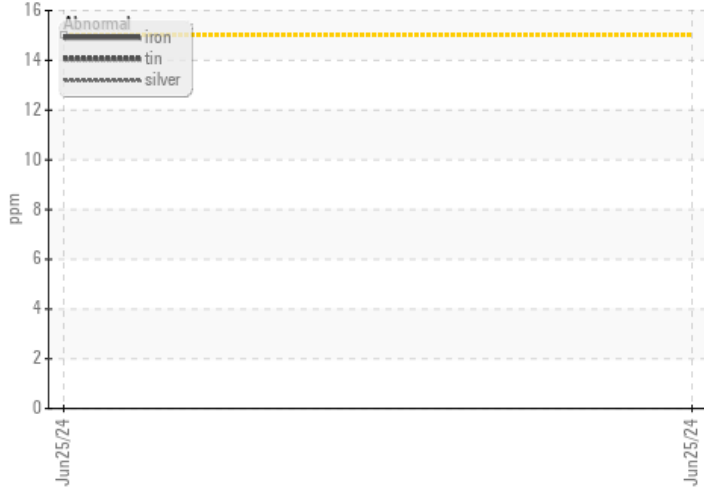 16
14
12
10
8
6
4
2
0
ppm
Abnormal
iron
tin
silver
Jun25/24
Jun25/24